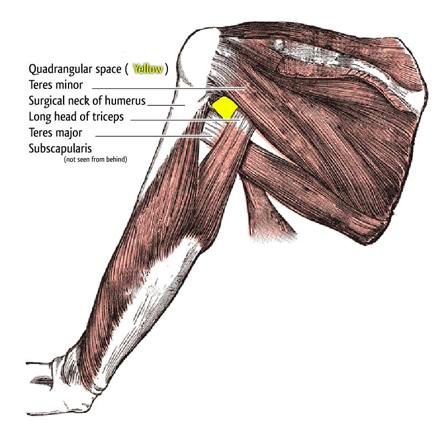 Quadrangular space ( Yellow )
Teres minor
Surgical neck of humerus
Long head of triceps
Teres major
Subscapularis
(not seen from behind)